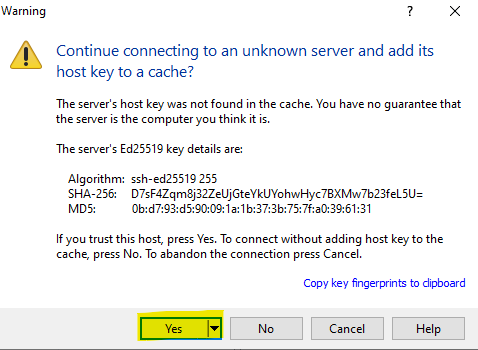 Warning
?
Continue connecting to an unknown server and add its
host key to a cache?
The server's host key was not found in the cache. You have no guarantee that
the server is the computer you think it is.
The server's Ed25519 key details are:
Algorithm: ssh-ed25519 255
SHA-256: D7sF4Zqm8j32ZeUjGteYkUYohwHyc7BXMw7b23feL5U=
MD5: 0b:d7:93:d5:90:09:1a:1b:37:3b:75:7f:a0:39:61:31
If you trust this host, press Yes. To connect without adding host key to the
cache, press No. To abandon the connection press Cancel.
Copy key fingerprints to clipboard
Yes No Cancel Help